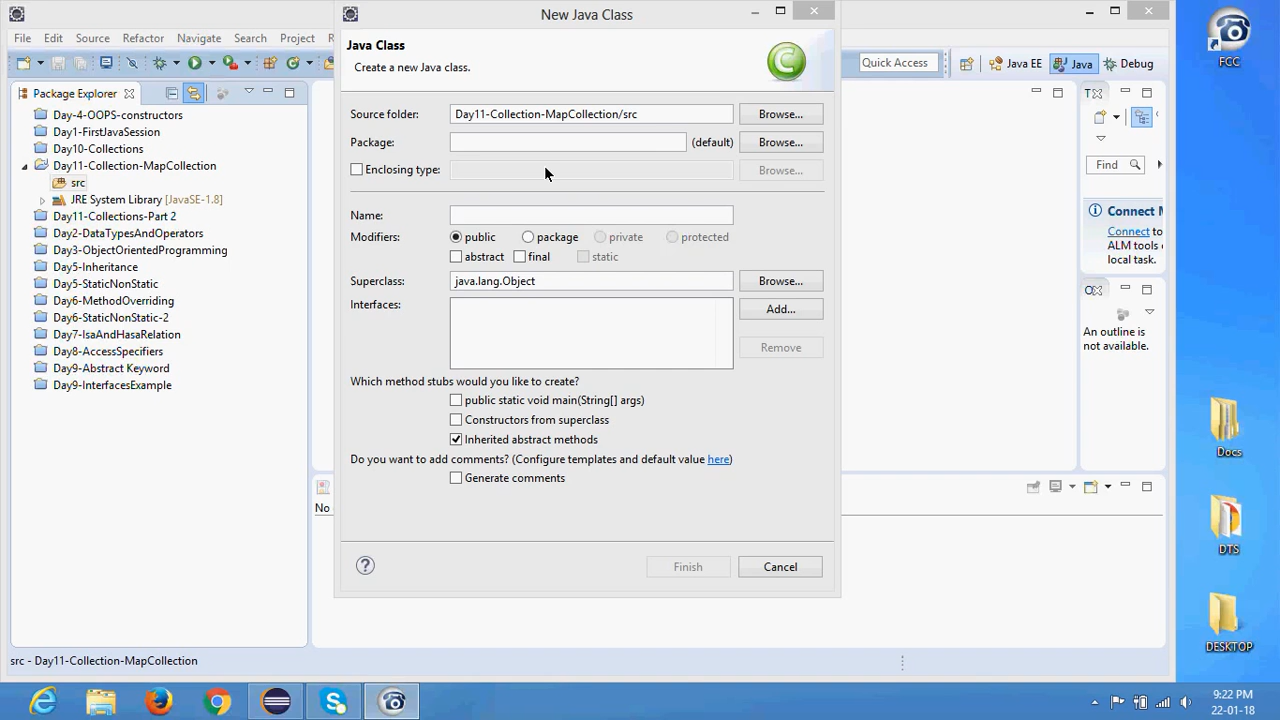 New Java Class
File Edit Source Refactor Navigate Search Project
Quick Access
Java EE
Java
Debug
Package Explorer
Day-4-OOPS-constructors
Day1-FirstJavaSession
Day10-Collections
Day11-Collection-MapCollection
src
JRE System Library [JavaSE-1.8]
Day11-Collections-Part 2
Day2-DataTypesAndOperators
Day3-ObjectOrientedProgramming
Day5-Inheritance
Day5-StaticNonStatic
Day6-MethodOverriding
Day6-StaticNonStatic-2
Day7-IsaAndHasaRelation
Day8-AccessSpecifiers
Day9-Abstract Keyword
Day9-InterfacesExample
Java Class
Create a new Java class.
Source folder: Day11-Collection-MapCollection/src Browse...
Package: (default) Browse...
Enclosing type: Browse...
Name:
Modifiers: public package private protected
abstract final static
Superclass: java.lang.Object Browse...
Interfaces: Add...
Remove
Which method stubs would you like to create?
public static void main(String[] args)
Constructors from superclass
Inherited abstract methods
Do you want to add comments? (Configure templates and default value here)
Generate comments
Finish Cancel
No
Find
Connect
Connect to
ALM tools
local task.
An outline is
not available.
src - Day11-Collection-MapCollection
FCC
Docs
DTS
DESKTOP
9:22 PM
22-01-18